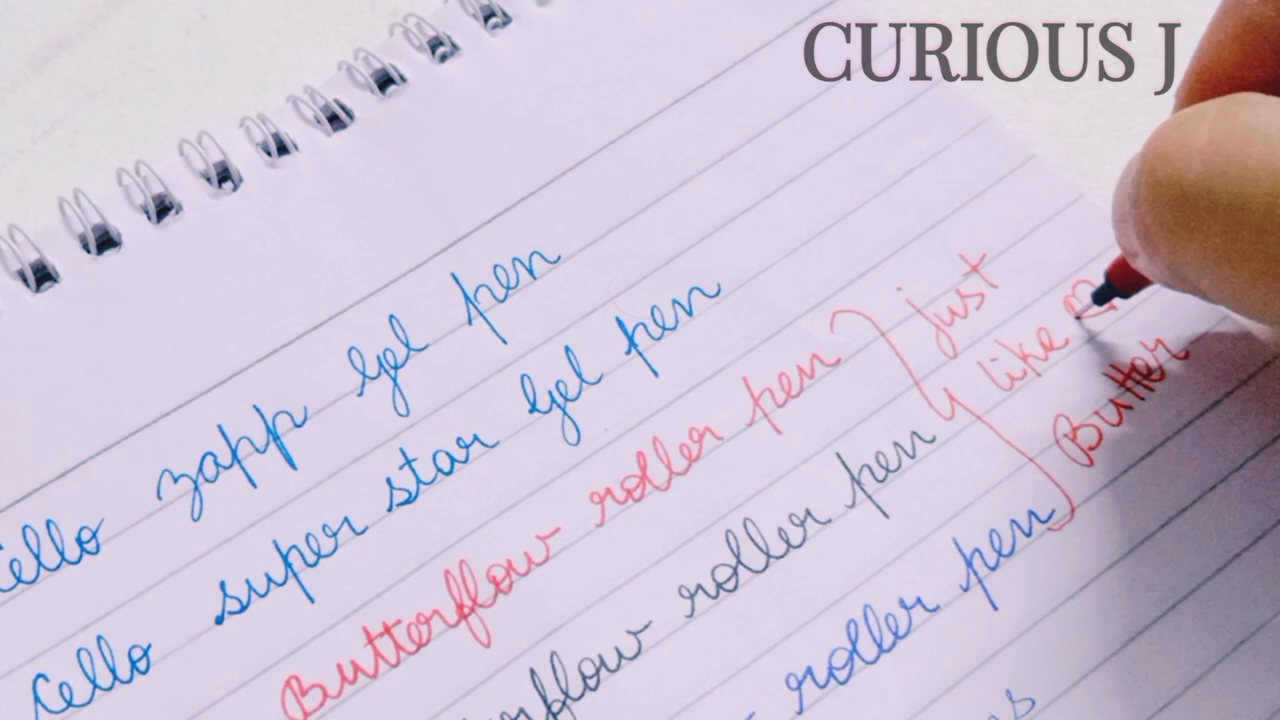 CURIOUS J
Cello zapp Gel pen
Cello super star Gel pen
Butterflow roller pen
roller pen
roller pen
just
like
Butter